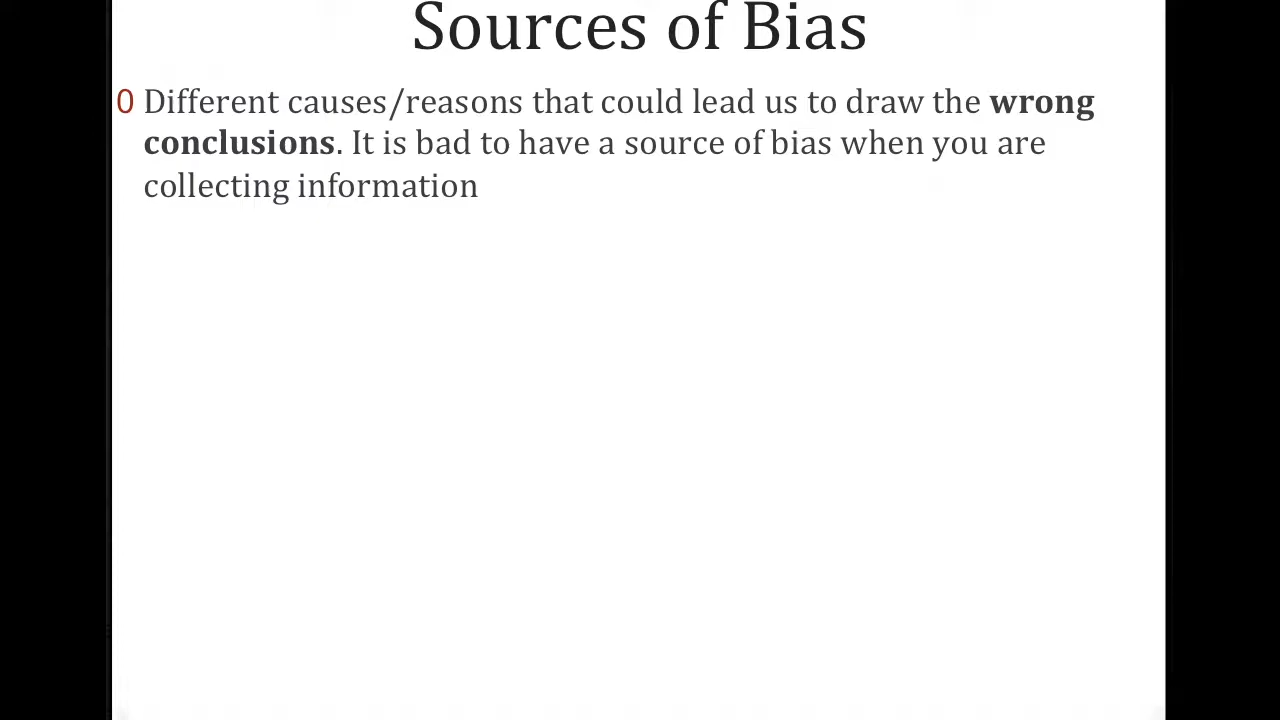 Sources of Bias
0 Different causes/reasons that could lead us to draw the wrong
conclusions. It is bad to have a source of bias when you are
collecting information